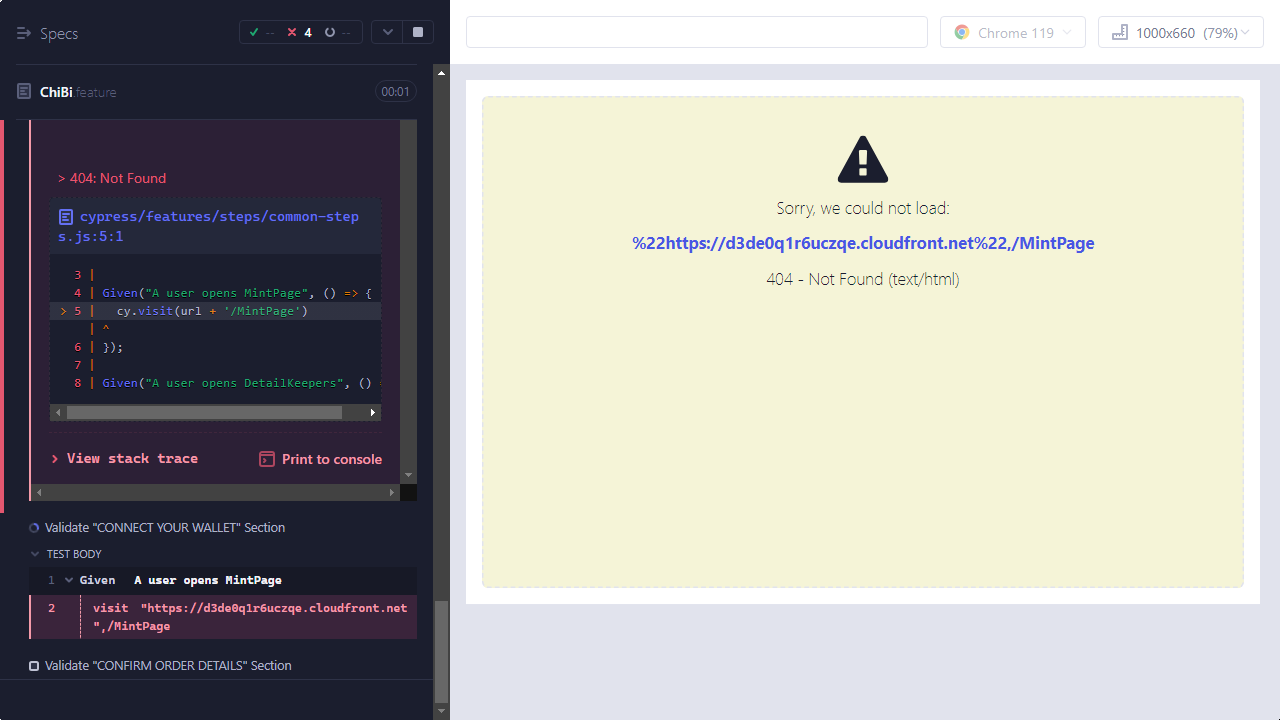 Specs
-- 4 --
Chrome 119
1000x660 (79%)
ChiBi.feature
00:01
> 404: Not Found
cypress/features/steps/common-step
s.js:5:1
3 |
4 | Given("A user opens MintPage", () => {
> 5 | cy.visit(url + '/MintPage')
| ^
6 | });
7 |
8 | Given("A user opens DetailKeepers", () =
View stack trace
Print to console
Validate "CONNECT YOUR WALLET" Section
TEST BODY
1 Given A user opens MintPage
2 visit "https://d3de0q1r6uczqe.cloudfront.net
",/MintPage
Validate "CONFIRM ORDER DETAILS" Section
Sorry, we could not load:
%22https://d3de0q1r6uczqe.cloudfront.net%22,/MintPage
404 - Not Found (text/html)